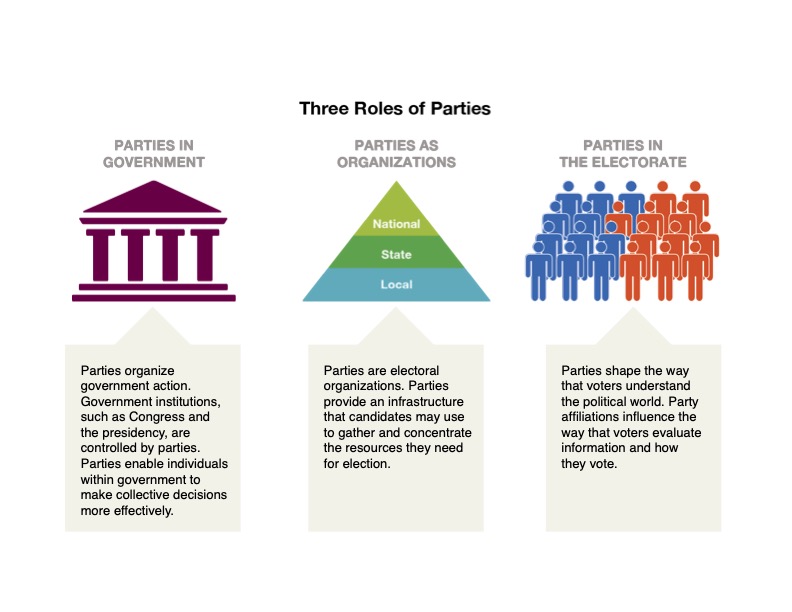 Three Roles of Parties
PARTIES IN
GOVERNMENT
Parties organize
government action.
Government institutions,
such as Congress and
the presidency, are
controlled by parties.
Parties enable individuals
within government to
make collective decisions
more effectively.
PARTIES AS
ORGANIZATIONS
National
State
Local
Parties are electoral
organizations. Parties
provide an infrastructure
that candidates may use
to gather and concentrate
the resources they need
for election.
PARTIES IN
THE ELECTORATE
Parties shape the way
that voters understand
the political world. Party
affiliations influence the
way that voters evaluate
information and how
they vote.